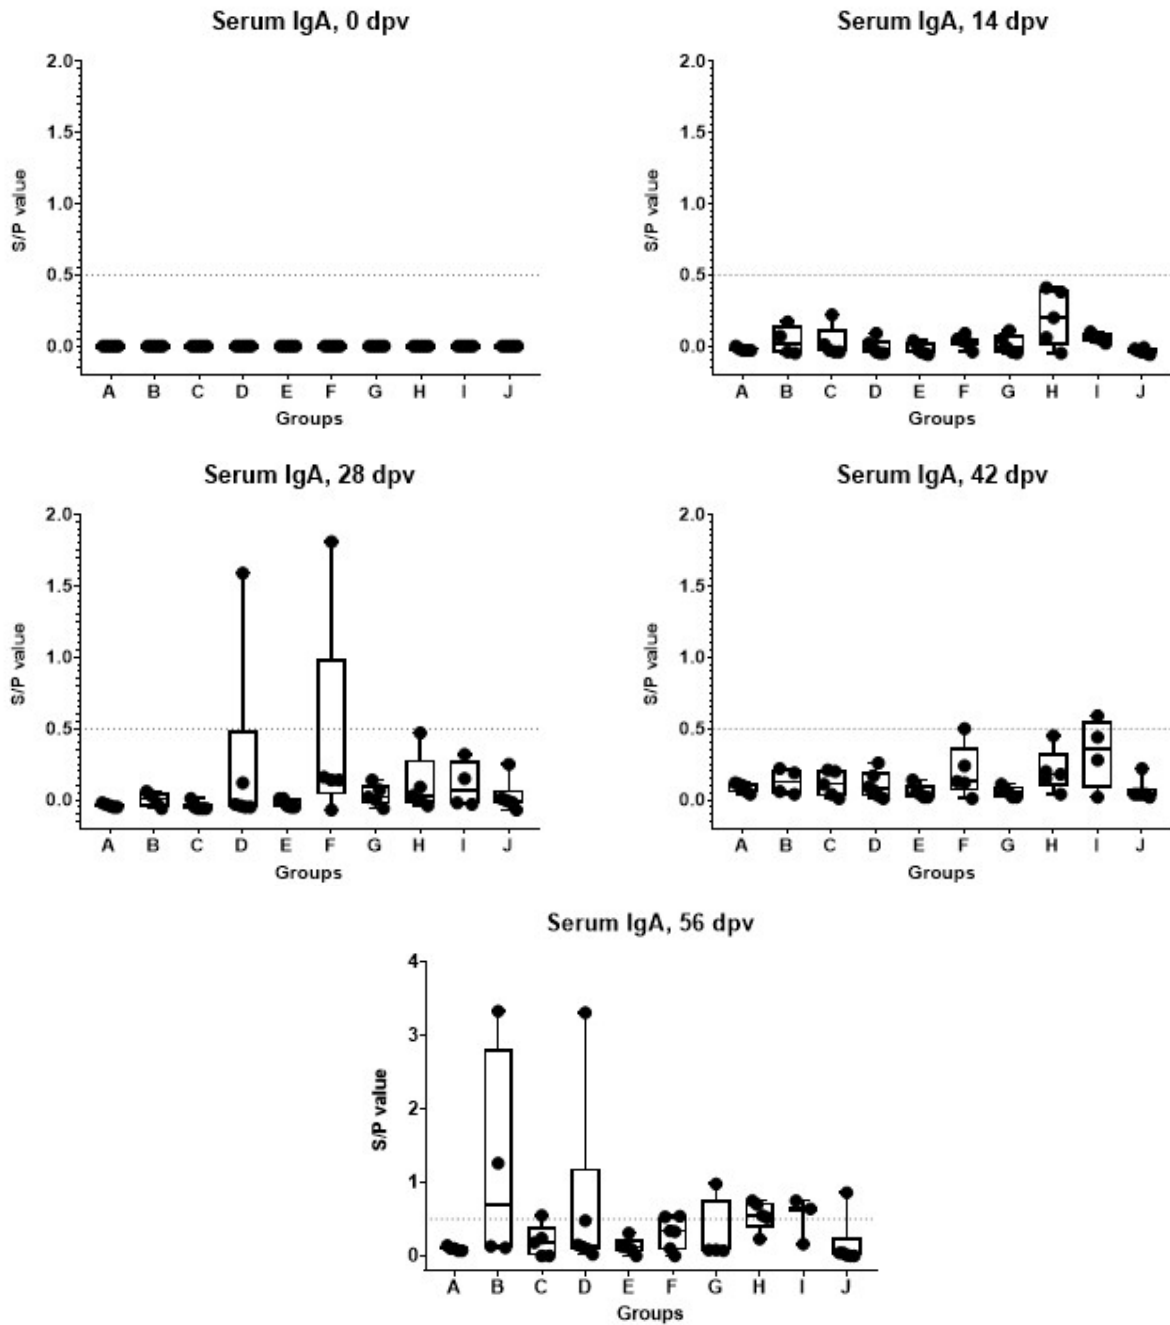 Serum IgA, 0 dpv
2.0
1.5
1.0
0.5
0.0
S/P value
A B C D E F G H I J
Groups
Serum IgA, 14 dpv
2.0
1.5
1.0
0.5
0.0
S/P value
A B C D E F G H I J
Groups
Serum IgA, 28 dpv
2.0
1.5
1.0
0.5
0.0
S/P value
A B C D E F G H I J
Groups
Serum IgA, 42 dpv
2.0
1.5
1.0
0.5
0.0
S/P value
A B C D E F G H I J
Groups
Serum IgA, 56 dpv
4
3
2
1
0
S/P value
A B C D E F G H I J
Groups